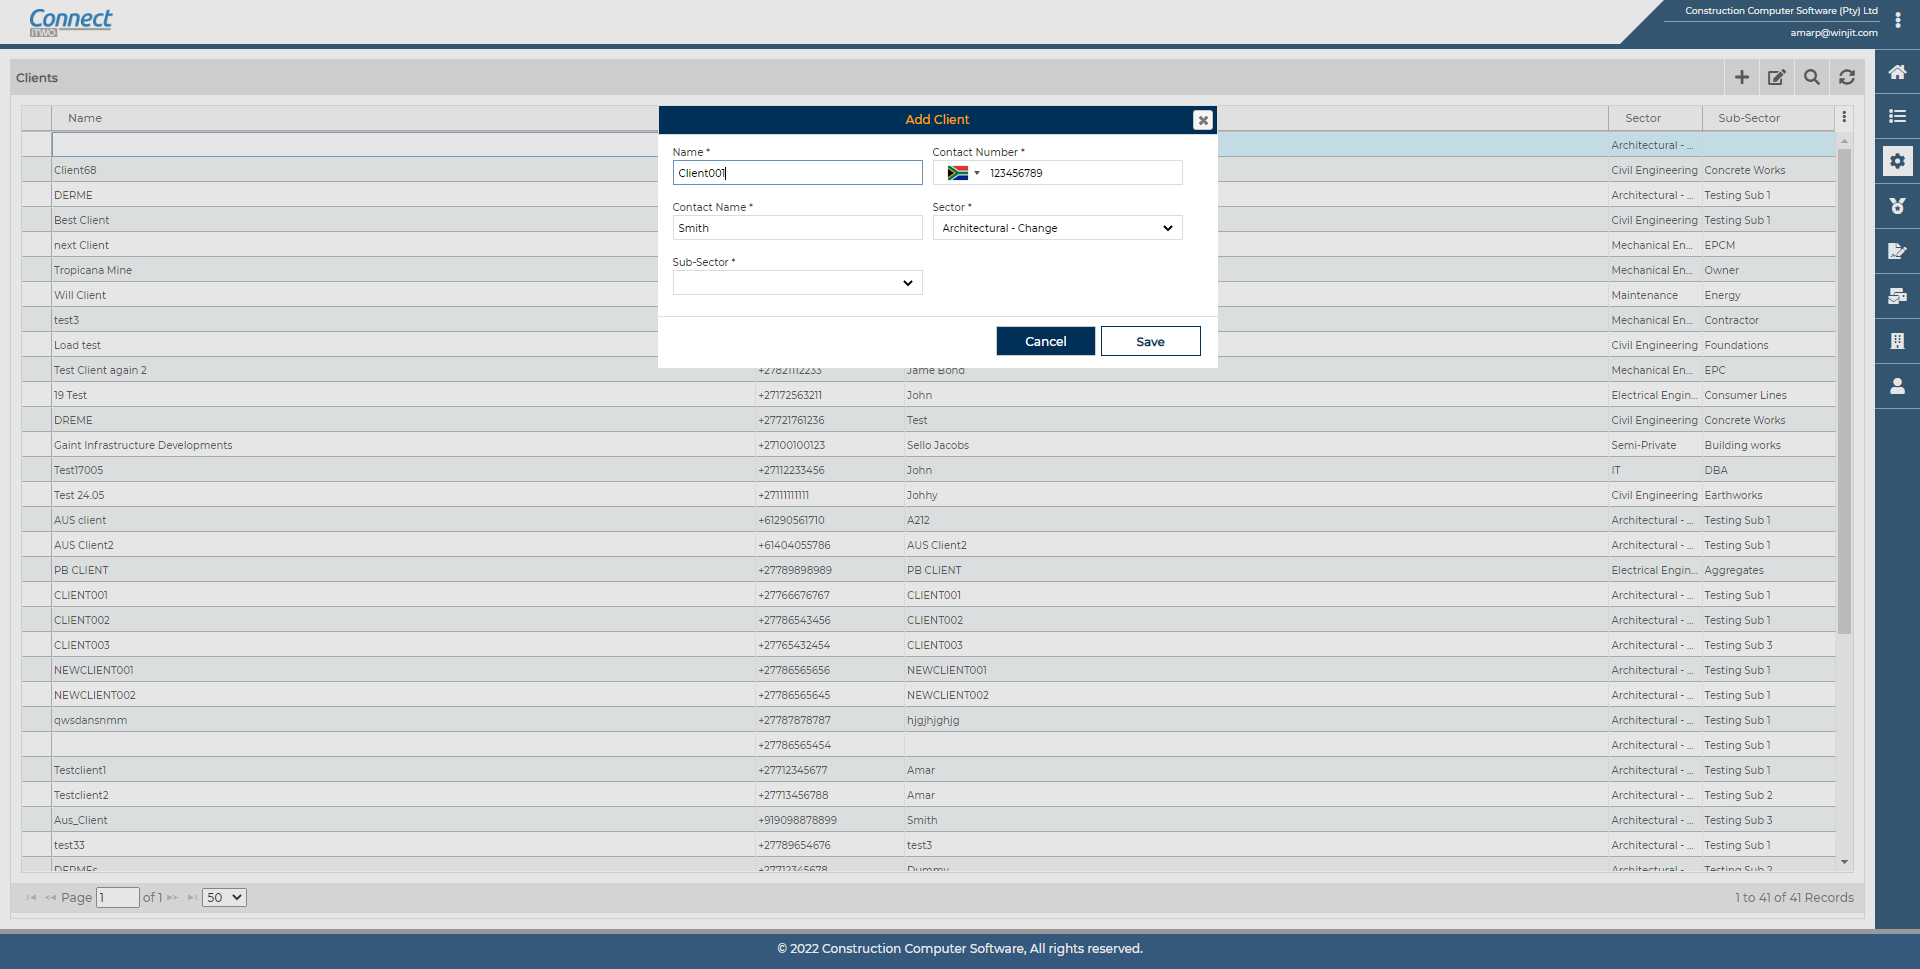 Connect
iTWO
Construction Computer Software (Pty) Ltd
amarp@winjit.com
Clients
Name Sector Sub-Sector
Add Client
Name *
Client001
Contact Number *
123456789
Contact Name *
Smith
Sector *
Architectural - Change
Sub-Sector *
Cancel Save
Architectural - ...
Client68 Civil Engineering Concrete Works
DERME Architectural - ... Testing Sub 1
Best Client Civil Engineering Testing Sub 1
next Client Mechanical En... EPCM
Tropicana Mine Mechanical En... Owner
Will Client Maintenance Energy
test3 Mechanical En... Contractor
Load test Civil Engineering Foundations
Test Client again 2 +27821112233 Jame Bond Mechanical En... EPC
19 Test +27172563211 John Electrical Engin... Consumer Lines
DREME +27721761236 Test Civil Engineering Concrete Works
Gaint Infrastructure Developments +27100100123 Sello Jacobs Semi-Private Building works
Test17005 +27112233456 John IT DBA
Test 24.05 +27111111111 Johhy Civil Engineering Earthworks
AUS client +61290561710 A212 Architectural - ... Testing Sub 1
AUS Client2 +61404055786 AUS Client2 Architectural - ... Testing Sub 1
PB CLIENT +27789898989 PB CLIENT Electrical Engin... Aggregates
CLIENT001 +27766676767 CLIENT001 Architectural - ... Testing Sub 1
CLIENT002 +27786543456 CLIENT002 Architectural - ... Testing Sub 1
CLIENT003 +27765432454 CLIENT003 Architectural - ... Testing Sub 3
NEWCLIENT001 +27786565656 NEWCLIENT001 Architectural - ... Testing Sub 1
NEWCLIENT002 +27786565645 NEWCLIENT002 Architectural - ... Testing Sub 1
qwsdansnmm +27787878787 hjgjhjghjg Architectural - ... Testing Sub 1
+27786565454 Architectural - ... Testing Sub 1
Testclient1 +27712345677 Amar Architectural - ... Testing Sub 1
Testclient2 +27713456788 Amar Architectural - ... Testing Sub 2
Aus_Client +919098878899 Smith Architectural - ... Testing Sub 3
test33 +27789654676 test3 Architectural - ... Testing Sub 1
DERMEs +27712345678 Dummy Architectural - ... Testing Sub 2
Page 1 of 1 50 1 to 41 of 41 Records
© 2022 Construction Computer Software, All rights reserved.